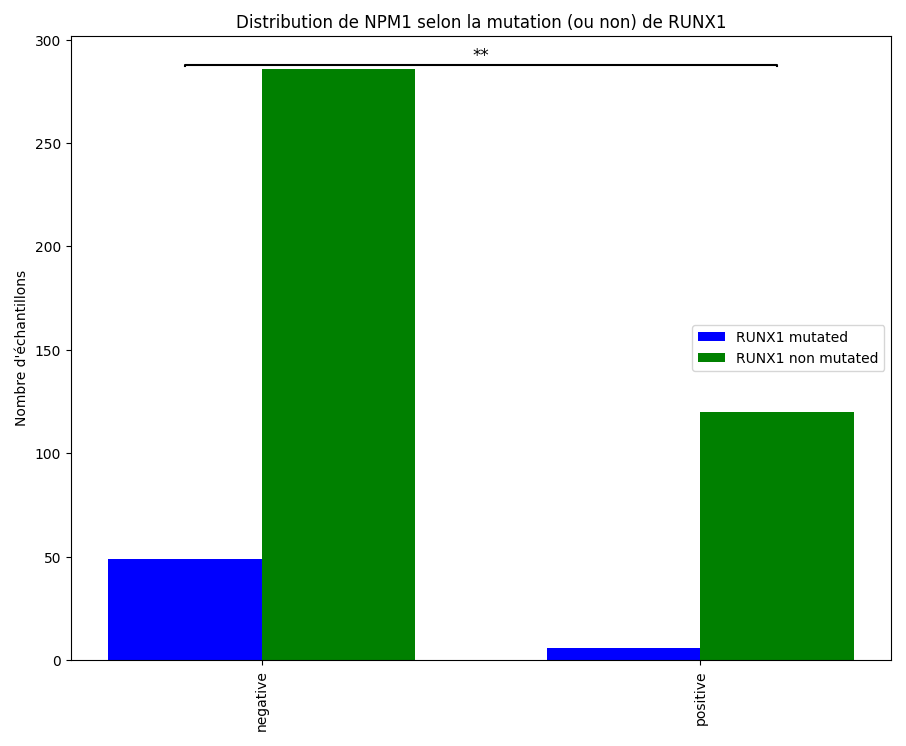 Distribution de NPM1 selon la mutation (ou non) de RUNX1
**
Nombre d'échantillons
300
250
200
150
100
50
0
RUNX1 mutated
RUNX1 non mutated
negative
positive